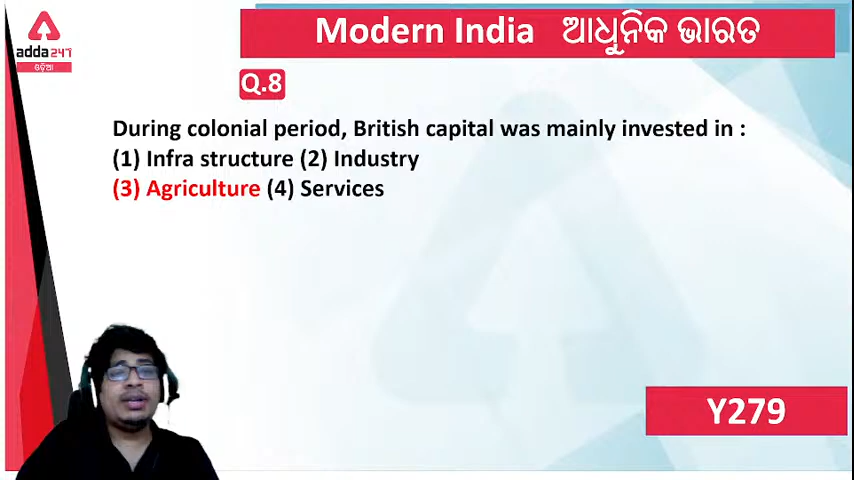 Modern India ଆଧୁନିକ ଭାରତ
adda247
ଓଡ଼ିଆ
Q.8
During colonial period, British capital was mainly invested in :
(1) Infra structure (2) Industry
(3) Agriculture (4) Services
Y279